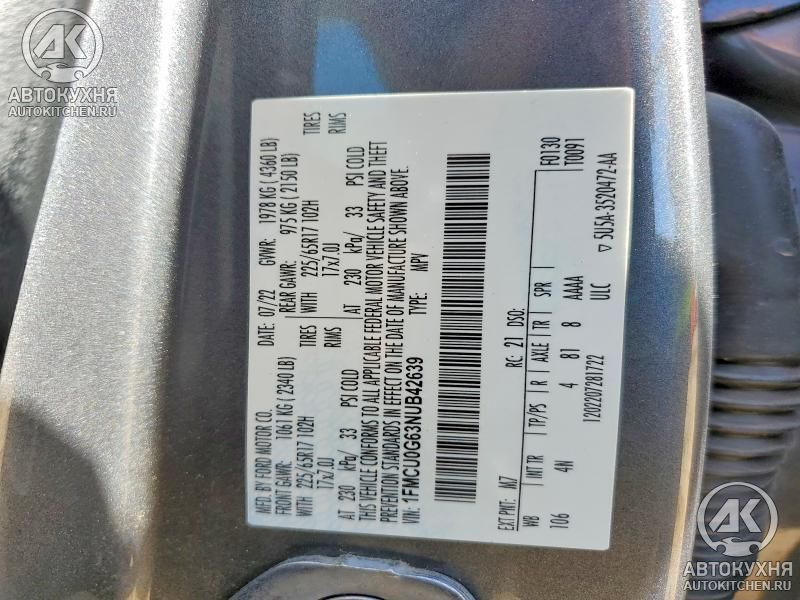 АК
АВТОКУХНЯ
AUTOKITCHEN.RU
MFD. BY FORD MOTOR CO. DATE: 07/22 GVWR: 1978 KG ( 4360 LB)
FRONT GAWR: 1061 KG ( 2340 LB) REAR GAWR: 975 KG ( 2150 LB)
WITH 225/65R17 102H TIRES WITH 225/65R17 102H TIRES
17x7.0J RIMS 17x7.0J RIMS
AT 230 kPa/ 33 PSI COLD AT 230 kPa/ 33 PSI COLD
THIS VEHICLE CONFORMS TO ALL APPLICABLE FEDERAL MOTOR VEHICLE SAFETY AND THEFT
PREVENTION STANDARDS IN EFFECT ON THE DATE OF MANUFACTURE SHOWN ABOVE.
VIN: 1FMCU0G63NUB42639 TYPE: MPV
F0130
EXT PNT: M7 RC: 21 DSO: T0091
WB INT TR TP/PS R AXLE TR SPR
106 4N 4 81 8 AAAA
1202207201722 ULC
▽ 5U5A-3520472-AA
АК
АВТОКУХНЯ
AUTOKITCHEN.RU